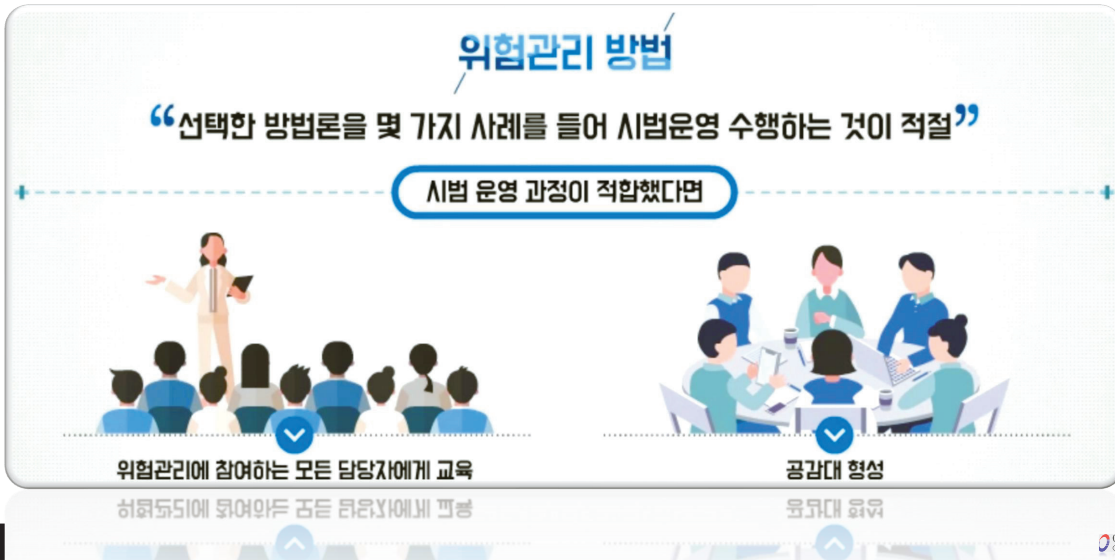 위험관리 방법
“선택한 방법론을 몇 가지 사례를 들어 시범운영 수행하는 것이 적절”
시범 운영 과정이 적합했다면
위험관리에 참여하는 모든 담당자에게 교육
공감대 형성